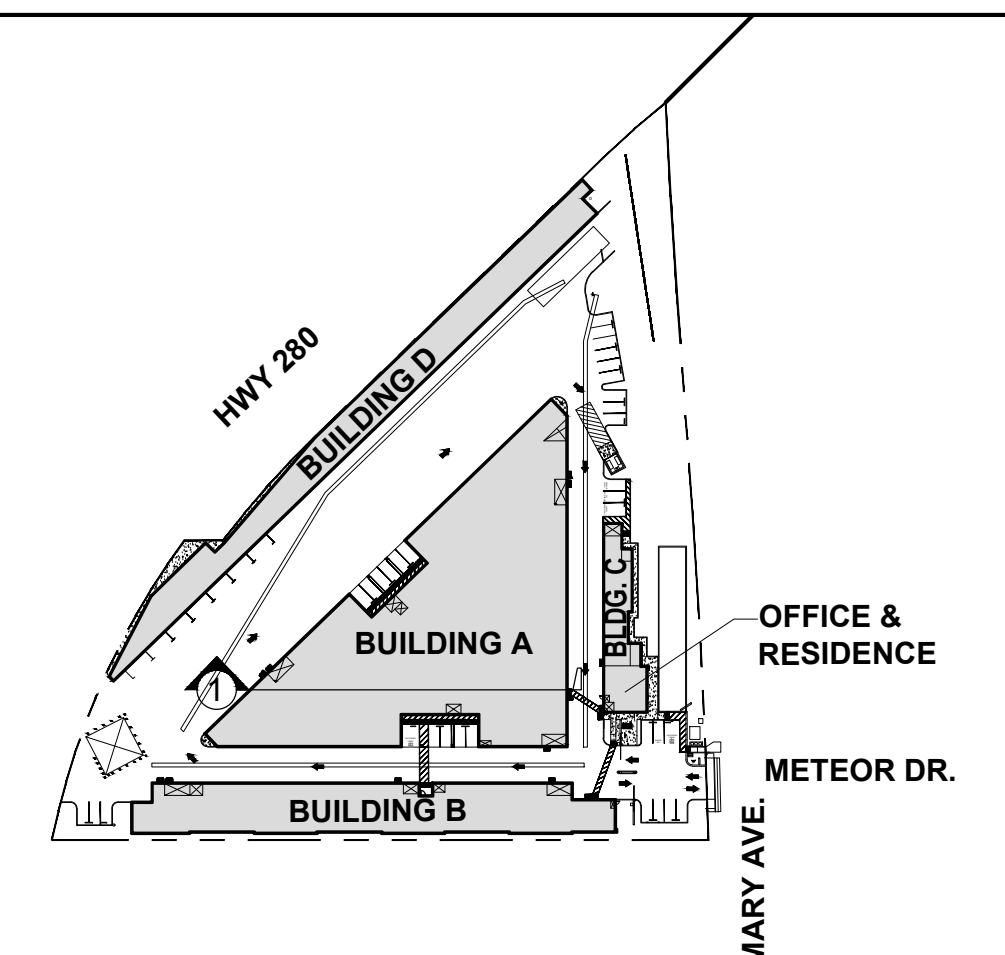 HWY 280
BUILDING D
BUILDING A
BLDG. C
OFFICE &
RESIDENCE
1
METEOR DR.
BUILDING B
MARY AVE.